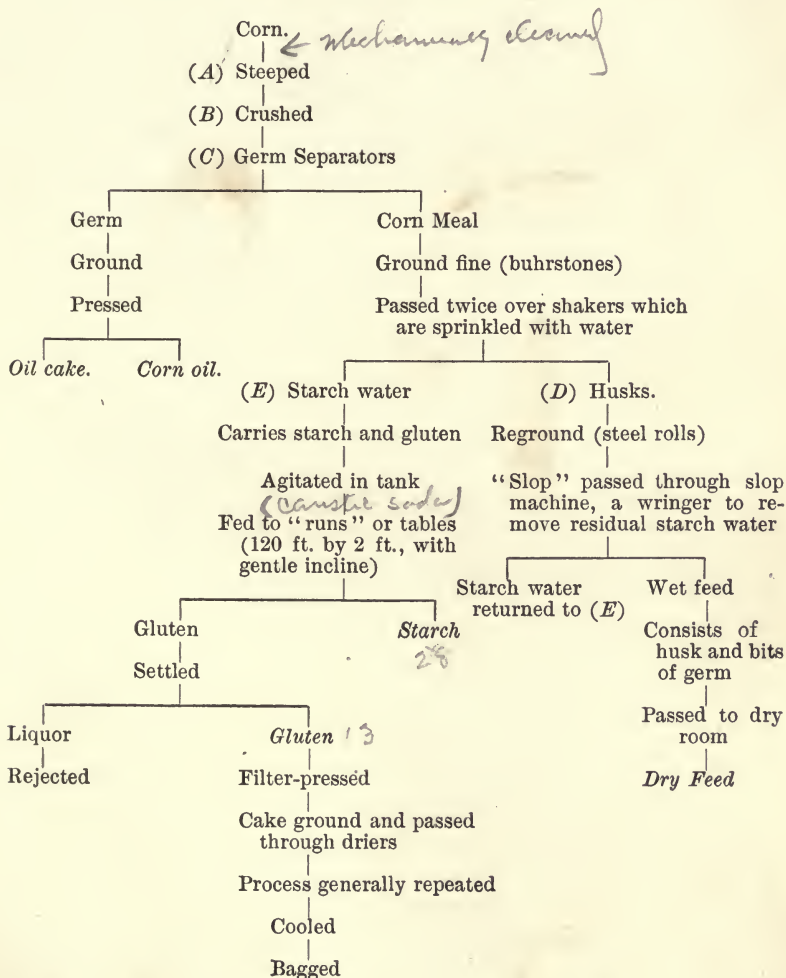 Corn.
mechanically cleaned
(A) Steeped
(B) Crushed
(C) Germ Separators
Germ
Ground
Pressed
Oil cake. Corn oil.
Corn Meal
Ground fine (buhrstones)
Passed twice over shakers which
are sprinkled with water
(E) Starch water
Carries starch and gluten
Agitated in tank
(caustic soda)
Fed to "runs" or tables
(120 ft. by 2 ft., with
gentle incline)
(D) Husks.
Reground (steel rolls)
"Slop" passed through slop
machine, a wringer to re-
move residual starch water
Starch water
returned to (E)
Wet feed
Consists of
husk and bits
of germ
Passed to dry
room
Dry Feed
Gluten
Settled
Starch
28
Liquor
Rejected
Gluten 13
Filter-pressed
Cake ground and passed
through driers
Process generally repeated
Cooled
Bagged